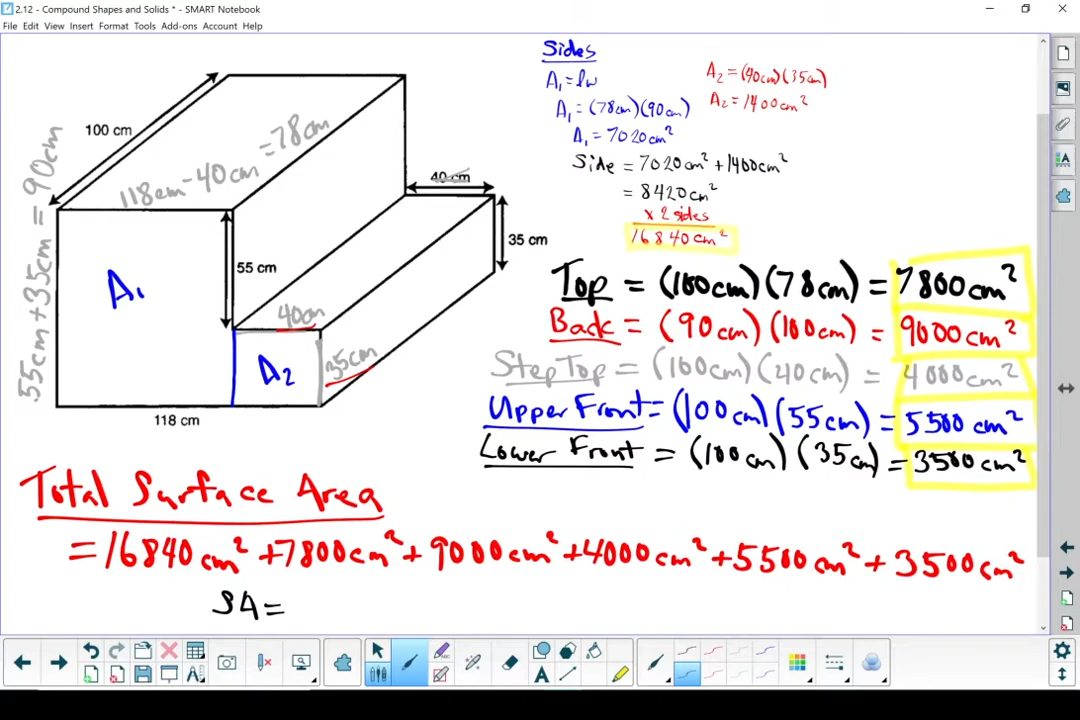 2.12 - Compound Shapes and Solids * - SMART Notebook
File Edit View Insert Format Tools Add-ons Account Help
Sides
A₁ = lw
A₁ = (78cm)(90cm)
A₁ = 7020cm²
A₂ = (40cm)(35cm)
A₂ = 1400cm²
Side = 7020cm² + 1400cm²
= 8420cm²
x 2 sides
16840cm²
100 cm
118cm - 40cm = 78cm
55cm + 35cm = 90cm
40 cm
35 cm
55 cm
A₁
40cm
A₂
35cm
118 cm
Top = (100cm)(78cm) = 7800cm²
Back = (90cm)(100cm) = 9000cm²
Step Top = (100cm)(40cm) = 4000cm²
Upper Front = (100cm)(55cm) = 5500cm²
Lower Front = (100cm)(35cm) = 3500cm²
Total Surface Area
= 16840cm² + 7800cm² + 9000cm² + 4000cm² + 5500cm² + 3500cm²
SA =